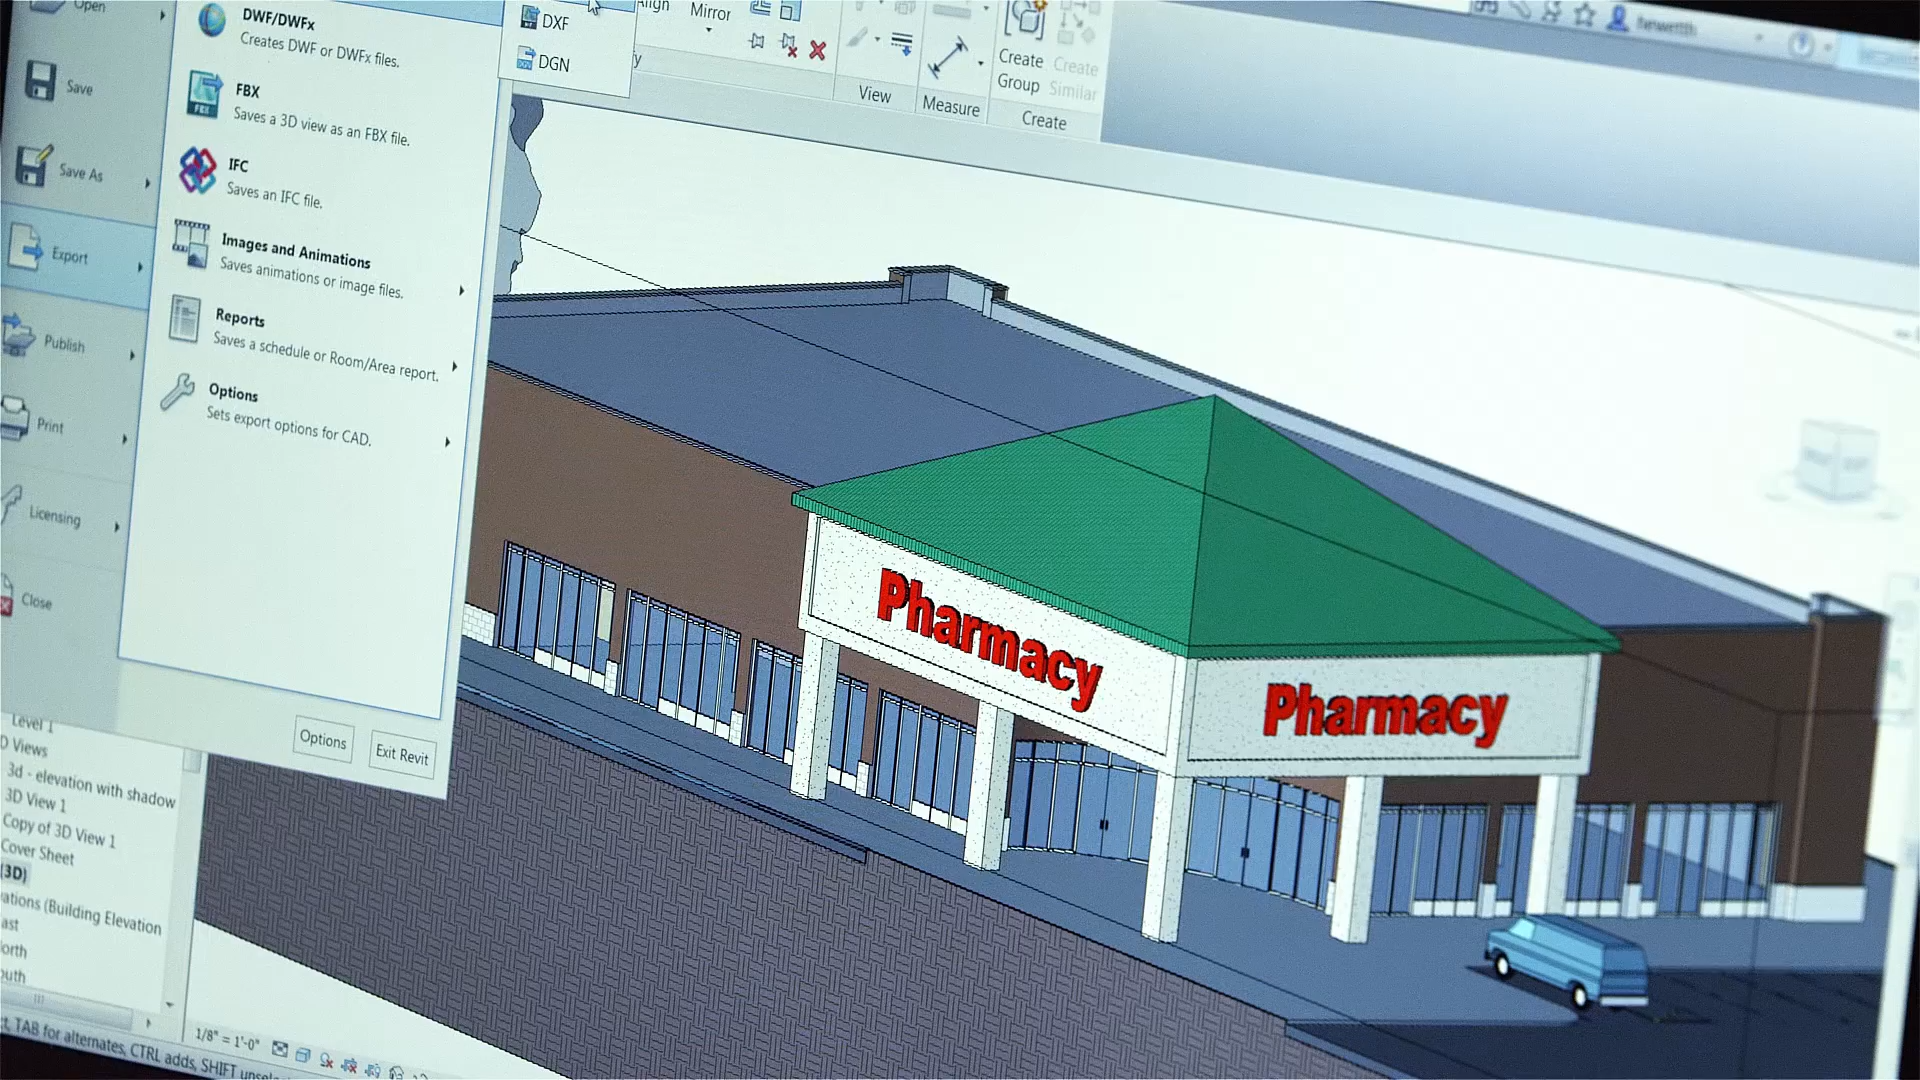 Open
Save
Save As
Export
Publish
Print
Licensing
Close
DWF/DWFx
Creates DWF or DWFx files.
FBX
Saves a 3D view as an FBX file.
IFC
Saves an IFC file.
Images and Animations
Saves animations or image files.
Reports
Saves a schedule or Room/Area report.
Options
Sets export options for CAD.
Options
Exit Revit
DXF
DGN
Mirror
View
Measure
Create
Group
Create
Similar
Create
Pharmacy
Pharmacy
Level 1
D Views
3d - elevation with shadow
3D View 1
Copy of 3D View 1
Cover Sheet
{3D}
ations (Building Elevation
ast
orth
outh
1/8" = 1'-0"
TAB for alternates, CTRL adds, SHIFT unsele